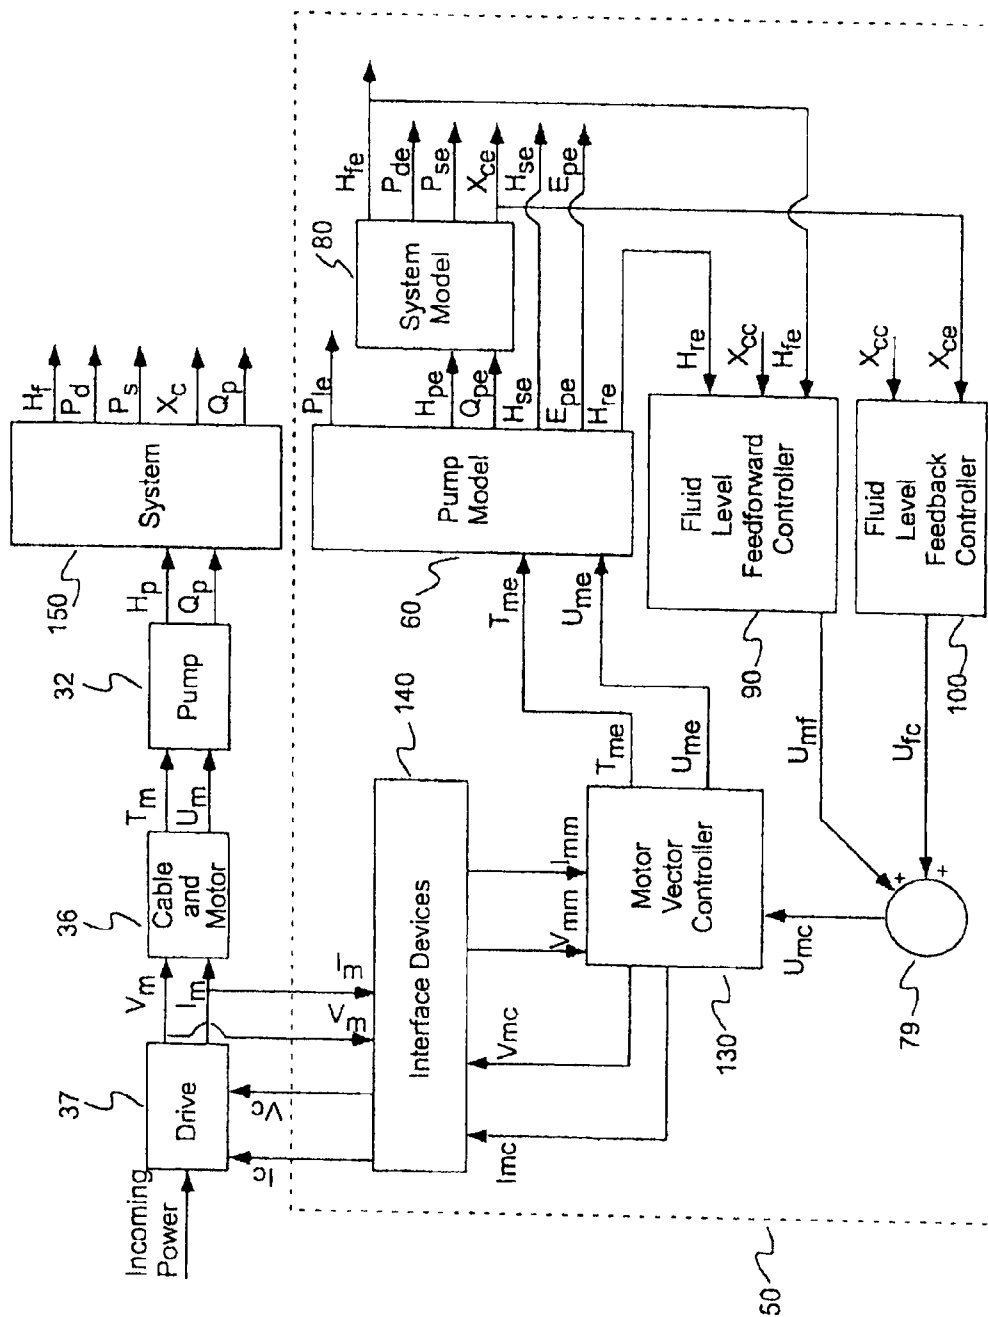 Incoming
Power
37
Drive
Vm
Im
36
Cable
and
Motor
Tm
Um
32
Pump
Hp
Qp
150
System
Hf
Pd
Ps
Xc
Qp
Ic
Vc
Vm
Im
Interface Devices
140
Imc
Vmc
Vmm
Imm
130
Motor
Vector
Controller
Tme
Ume
Tme
Ume
60
Pump
Model
Ple
Hpe
Qpe
Hse
Epe
Hre
80
System
Model
Hfe
Pde
Pse
Xce
Hse
Epe
Hre
Xcc
Hfe
90
Fluid
Level
Feedforward
Controller
Umf
Xcc
Xce
100
Fluid
Level
Feedback
Controller
Ufc
+
+
79
Umc
50